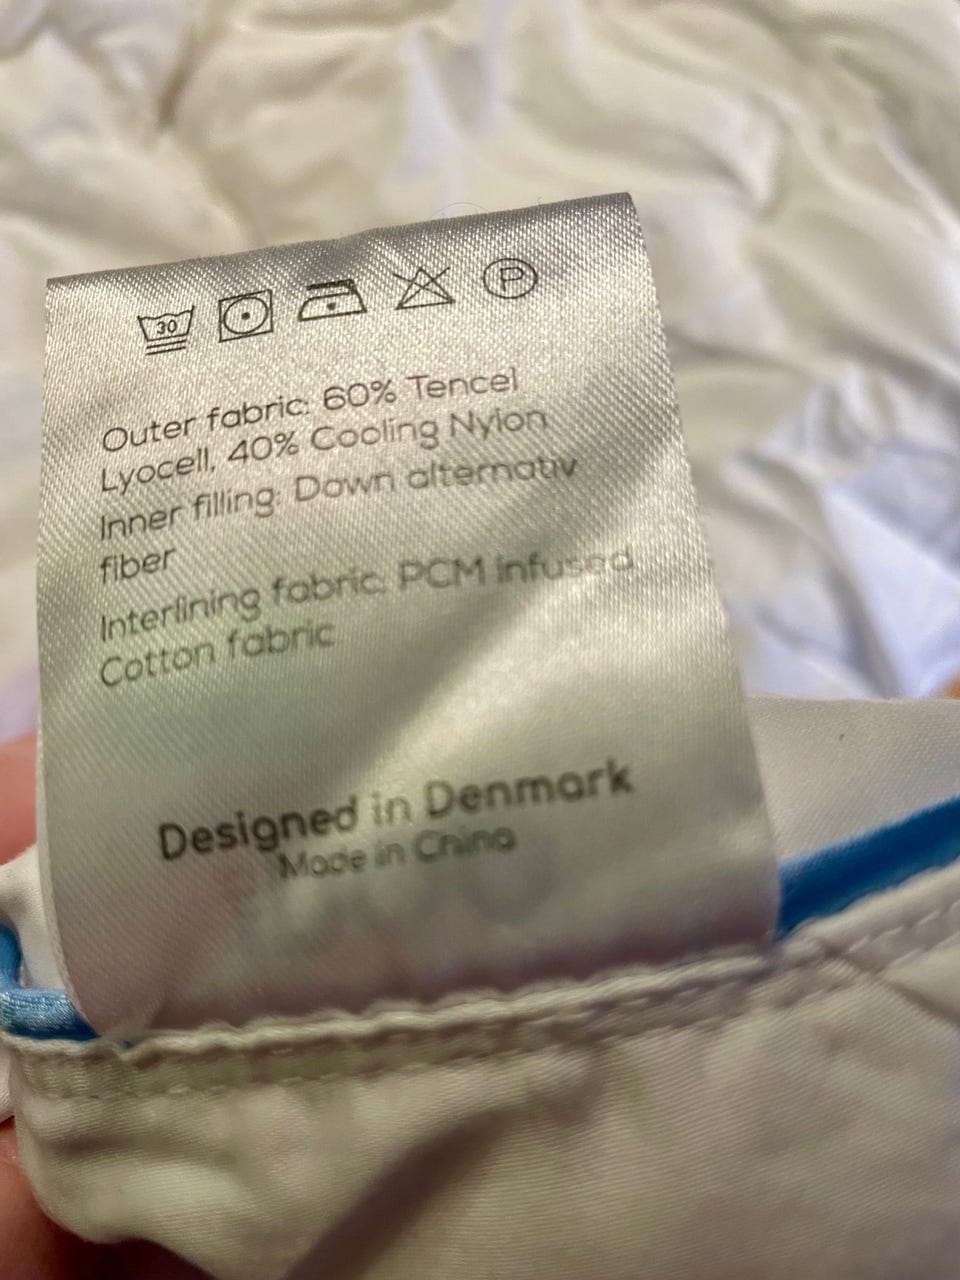 30
P
Outer fabric: 60% Tencel
Lyocell, 40% Cooling Nylon
Inner filling: Down alternativ
fiber
Interlining fabric: PCM infused
Cotton fabric
Designed in Denmark
Made in China